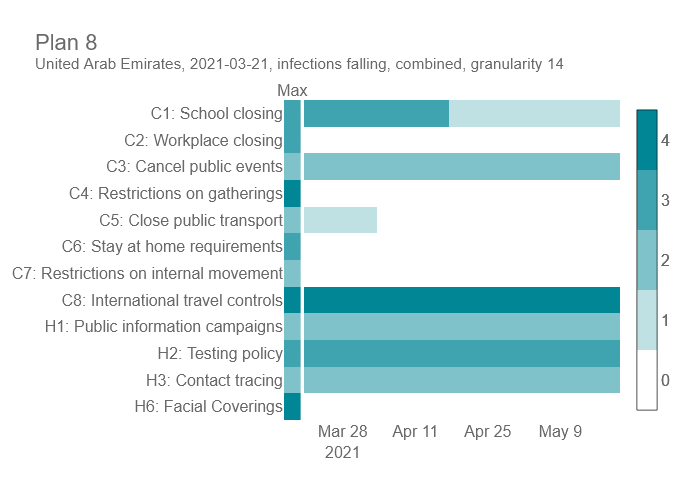 Plan 8
United Arab Emirates, 2021-03-21, infections falling, combined, granularity 14
Max
C1: School closing
C2: Workplace closing
C3: Cancel public events
C4: Restrictions on gatherings
C5: Close public transport
C6: Stay at home requirements
C7: Restrictions on internal movement
C8: International travel controls
H1: Public information campaigns
H2: Testing policy
H3: Contact tracing
H6: Facial Coverings
4
3
2
1
0
Mar 28 Apr 11 Apr 25 May 9
2021